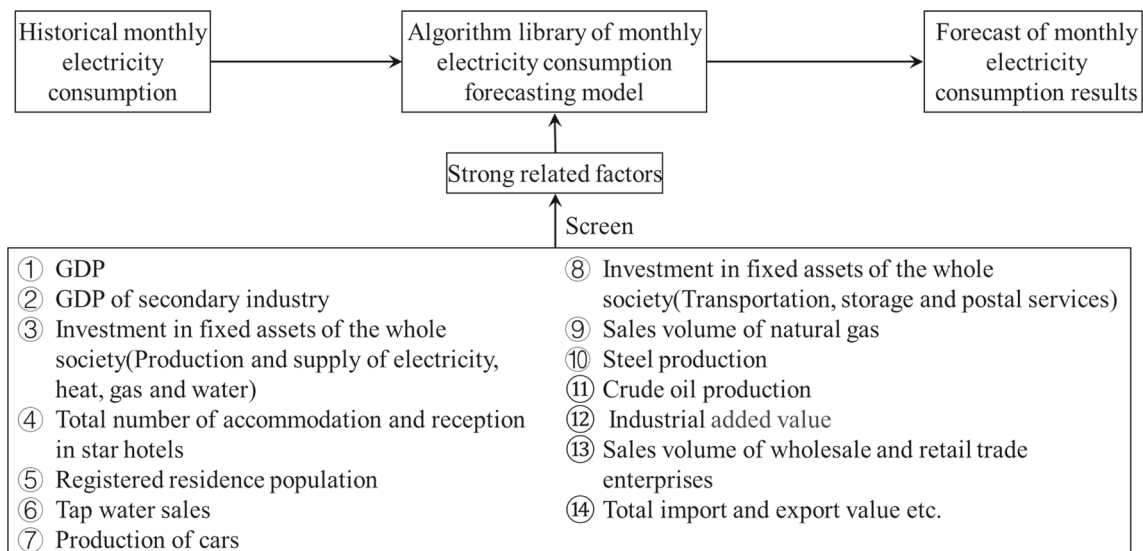 Historical monthly
electricity
consumption
Algorithm library of monthly
electricity consumption
forecasting model
Forecast of monthly
electricity
consumption results
Strong related factors
Screen
① GDP
② GDP of secondary industry
③ Investment in fixed assets of the whole
society(Production and supply of electricity,
heat, gas and water)
④ Total number of accommodation and reception
in star hotels
⑤ Registered residence population
⑥ Tap water sales
⑦ Production of cars
⑧ Investment in fixed assets of the whole
society(Transportation, storage and postal services)
⑨ Sales volume of natural gas
⑩ Steel production
⑪ Crude oil production
⑫ Industrial added value
⑬ Sales volume of wholesale and retail trade
enterprises
⑭ Total import and export value etc.